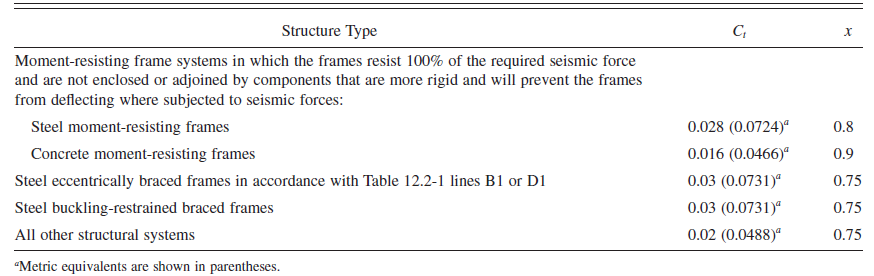 Structure Type C_t x
Moment-resisting frame systems in which the frames resist 100% of the required seismic force
and are not enclosed or adjoined by components that are more rigid and will prevent the frames
from deflecting where subjected to seismic forces:
Steel moment-resisting frames 0.028 (0.0724)^a 0.8
Concrete moment-resisting frames 0.016 (0.0466)^a 0.9
Steel eccentrically braced frames in accordance with Table 12.2-1 lines B1 or D1 0.03 (0.0731)^a 0.75
Steel buckling-restrained braced frames 0.03 (0.0731)^a 0.75
All other structural systems 0.02 (0.0488)^a 0.75
^aMetric equivalents are shown in parentheses.